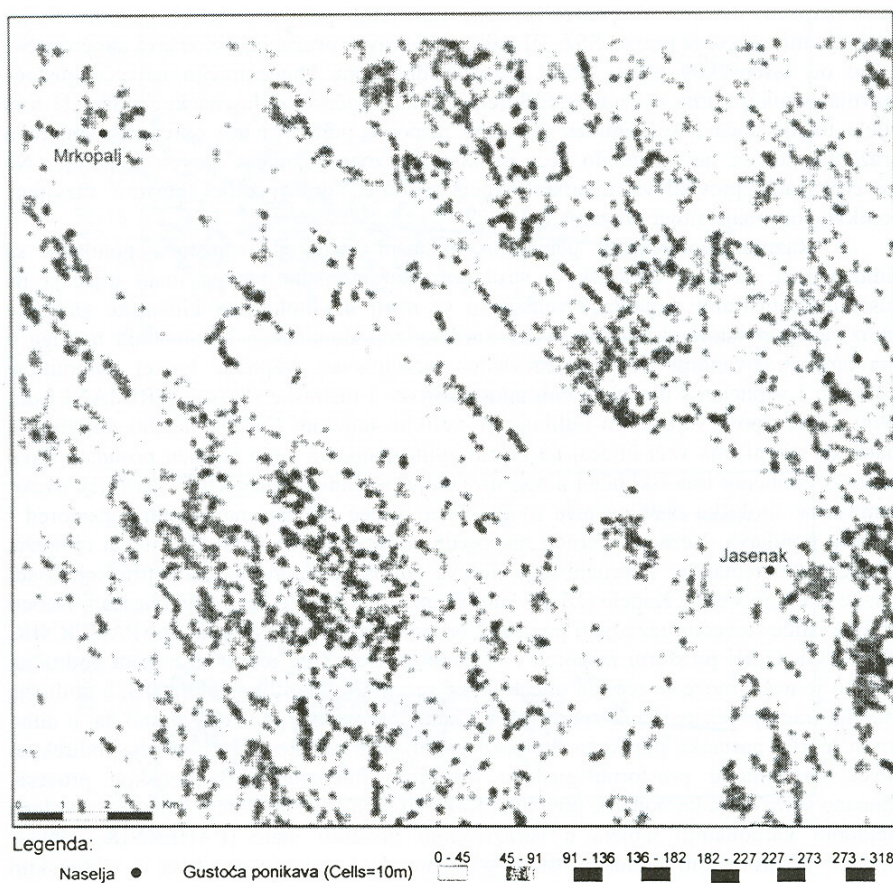 Mrkopalj
Jasenak
0 1 2 3 Km
Legenda:
Naselja Gustoća ponikava (Cells=10m) 0 - 45 45 - 91 91 - 136 136 - 182 182 - 227 227 - 273 273 - 318